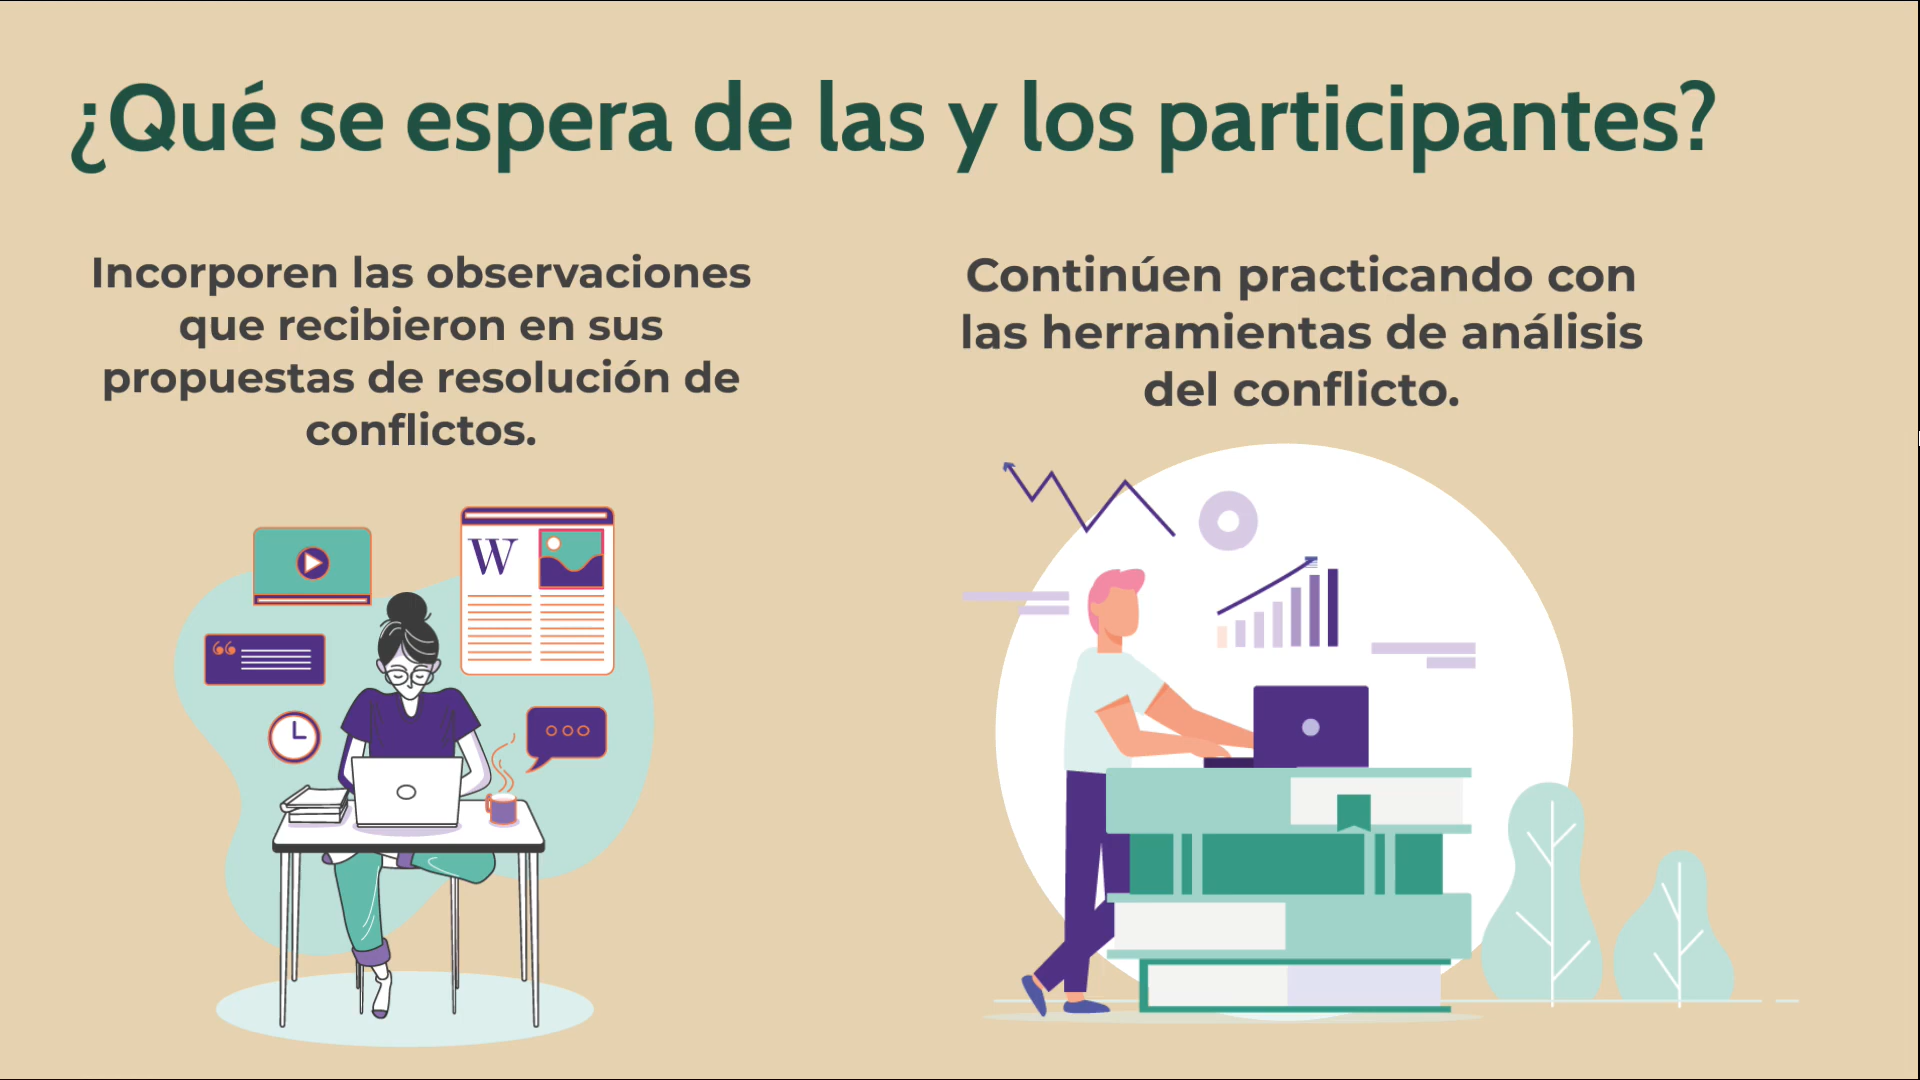 ¿Qué se espera de las y los participantes?
Incorporen las observaciones
que recibieron en sus
propuestas de resolución de
conflictos.
Continúen practicando con
las herramientas de análisis
del conflicto.
W